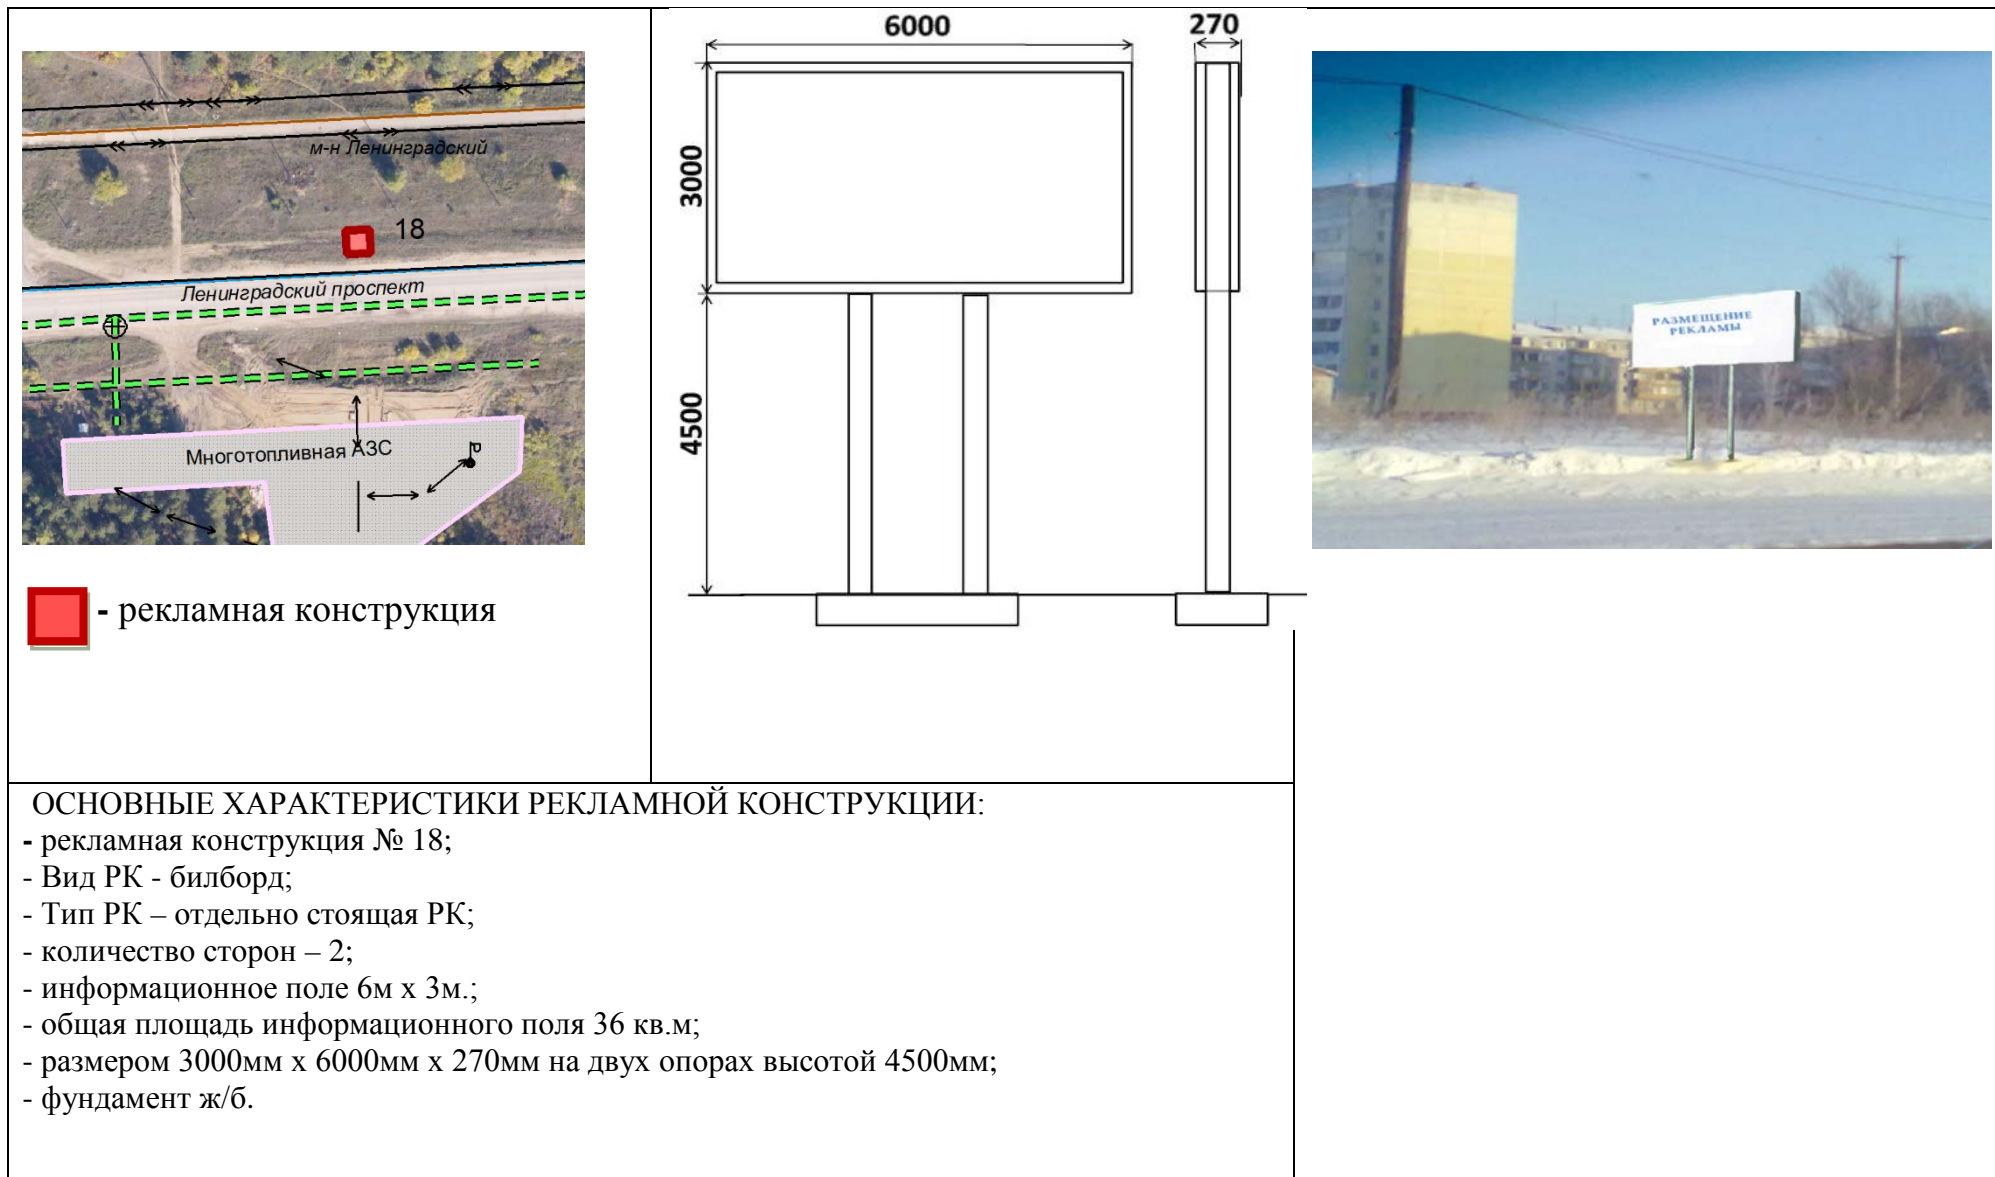 м-н Ленинградский
18
Ленинградский проспект
Многотопливная АЗС
P
- рекламная конструкция
6000
270
3000
4500
РАЗМЕЩЕНИЕ
РЕКЛАМЫ
ОСНОВНЫЕ ХАРАКТЕРИСТИКИ РЕКЛАМНОЙ КОНСТРУКЦИИ:
- рекламная конструкция № 18;
- Вид РК - билборд;
- Тип РК – отдельно стоящая РК;
- количество сторон – 2;
- информационное поле 6м х 3м.;
- общая площадь информационного поля 36 кв.м;
- размером 3000мм х 6000мм х 270мм на двух опорах высотой 4500мм;
- фундамент ж/б.